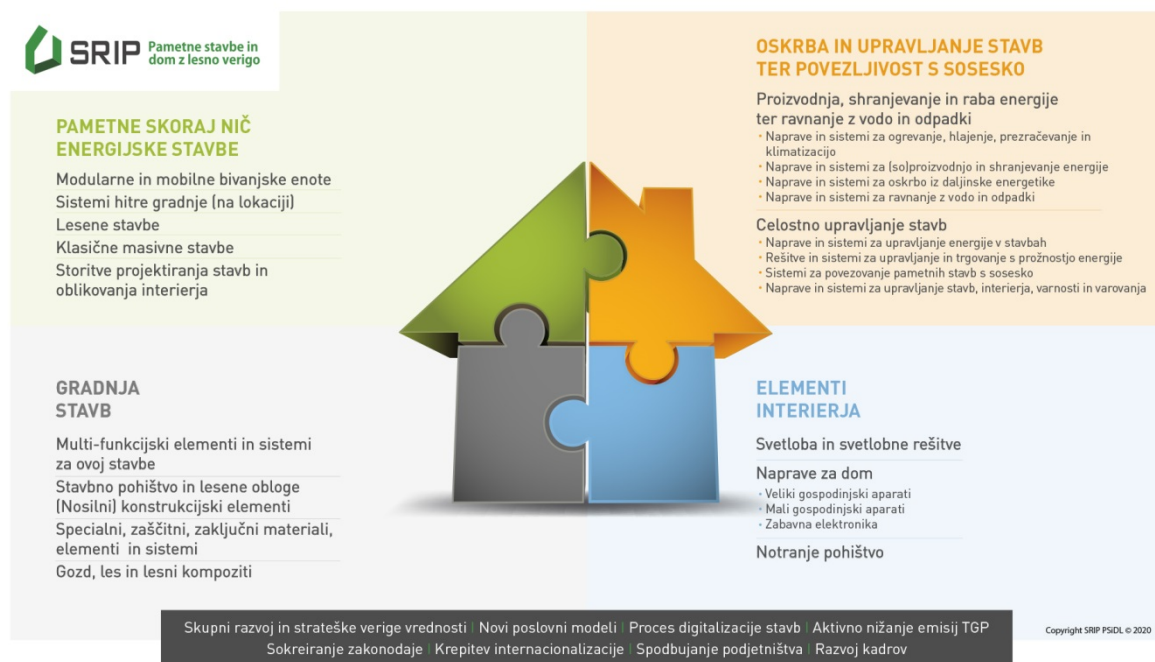 SRIP
Pametne stavbe in
dom z lesno verigo
PAMETNE SKORAJ NIČ
ENERGIJSKE STAVBE
Modularne in mobilne bivanjske enote
Sistemi hitre gradnje (na lokaciji)
Lesene stavbe
Klasične masivne stavbe
Storitve projektiranja stavb in
oblikovanja interierja
OSKRBA IN UPRAVLJANJE STAVB
TER POVEZLJIVOST S SOSESKO
Proizvodnja, shranjevanje in raba energije
ter ravnanje z vodo in odpadki
· Naprave in sistemi za ogrevanje, hlajenje, prezračevanje in
klimatizacijo
· Naprave in sistemi za (so)proizvodnjo in shranjevanje energije
· Naprave in sistemi za oskrbo iz daljinske energetike
· Naprave in sistemi za ravnanje z vodo in odpadki
Celostno upravljanje stavb
· Naprave in sistemi za upravljanje energije v stavbah
· Rešitve in sistemi za upravljanje in trgovanje s prožnostjo energije
· Sistemi za povezovanje pametnih stavb s sosesko
· Naprave in sistemi za upravljanje stavb, interierja, varnosti in varovanja
GRADNJA
STAVB
Multi-funkcijski elementi in sistemi
za ovoj stavbe
Stavbno pohištvo in lesene obloge
(Nosilni) konstrukcijski elementi
Specialni, zaščitni, zaključni materiali,
elementi in sistemi
Gozd, les in lesni kompoziti
ELEMENTI
INTERIERJA
Svetloba in svetlobne rešitve
Naprave za dom
· Veliki gospodinjski aparati
· Mali gospodinjski aparati
· Zabavna elektronika
Notranje pohištvo
Skupni razvoj in strateške verige vrednosti | Novi poslovni modeli | Proces digitalizacije stavb | Aktivno nižanje emisij TGP
Sokreiranje zakonodaje | Krepitev internacionalizacije | Spodbujanje podjetništva | Razvoj kadrov
Copyright SRIP PSiDL © 2020